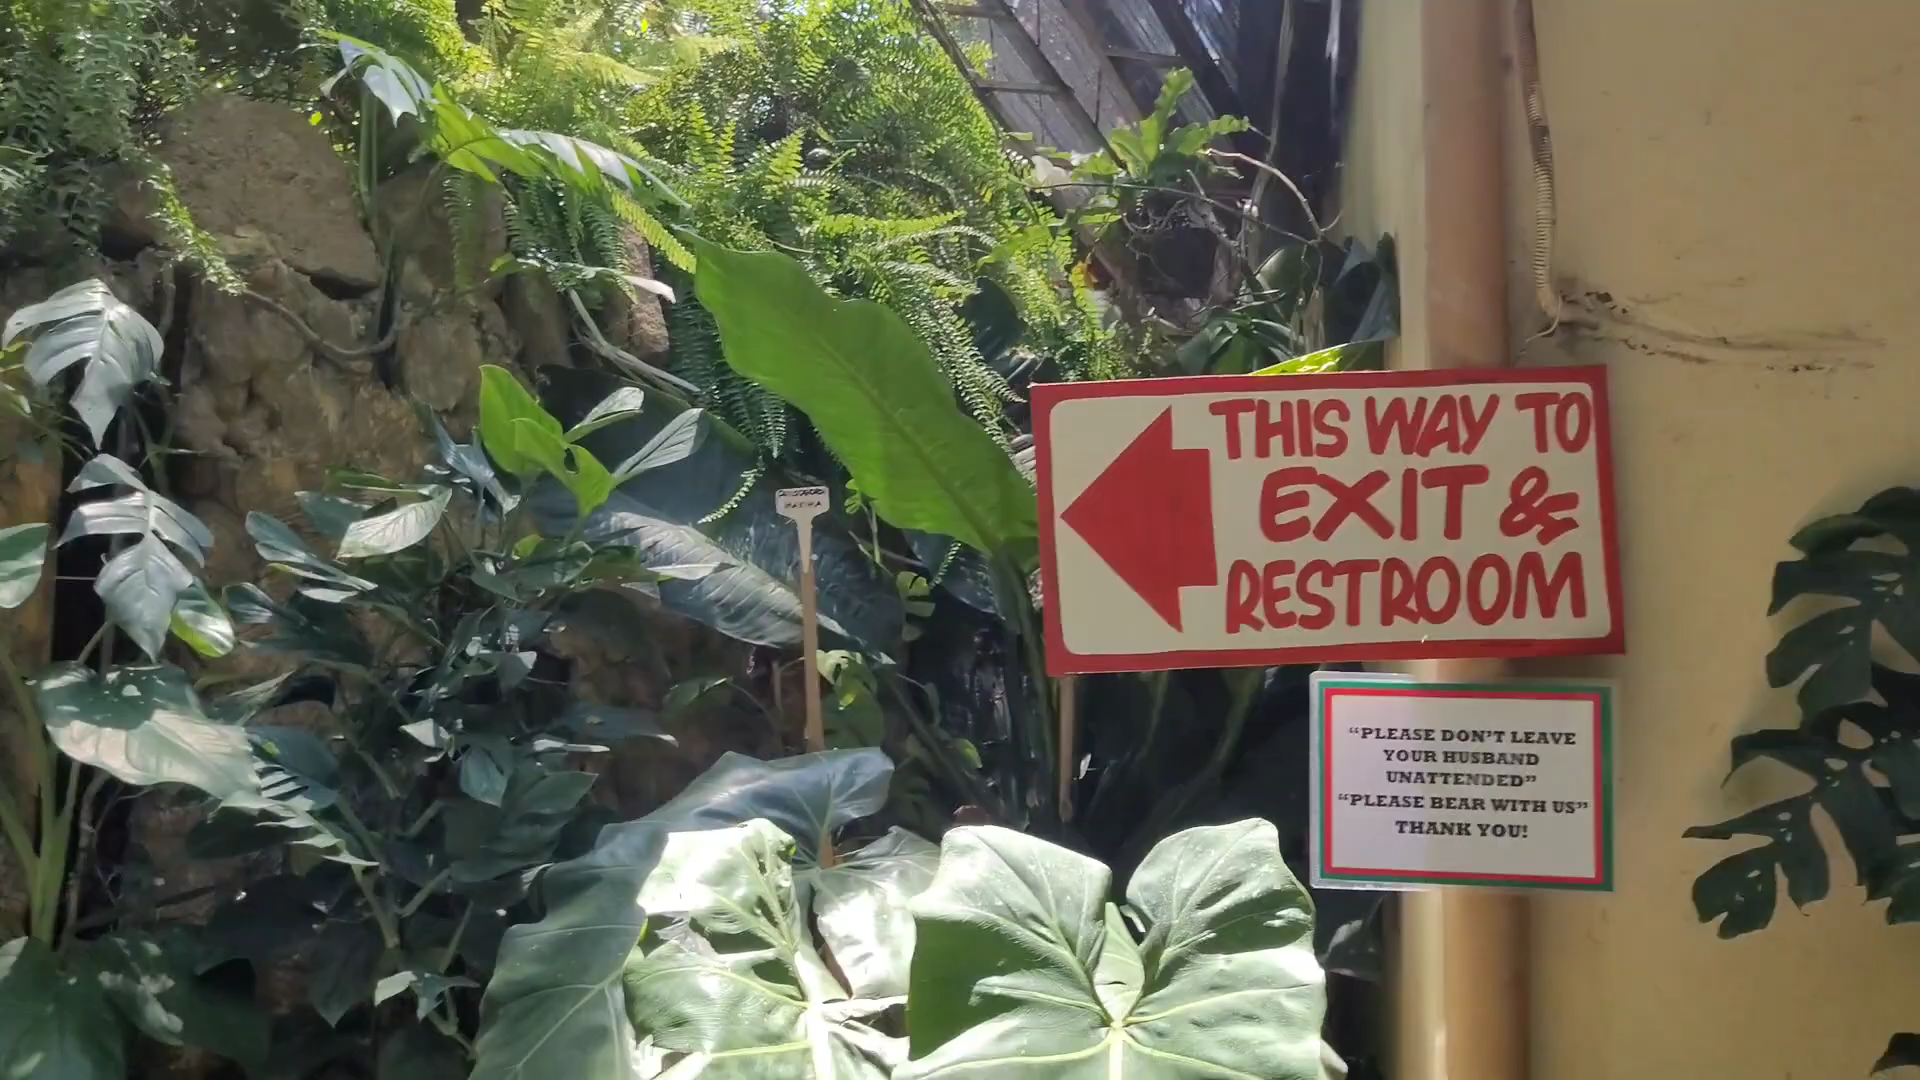 THIS WAY TO
EXIT &
RESTROOM
“PLEASE DON’T LEAVE
YOUR HUSBAND
UNATTENDED”
“PLEASE BEAR WITH US”
THANK YOU!